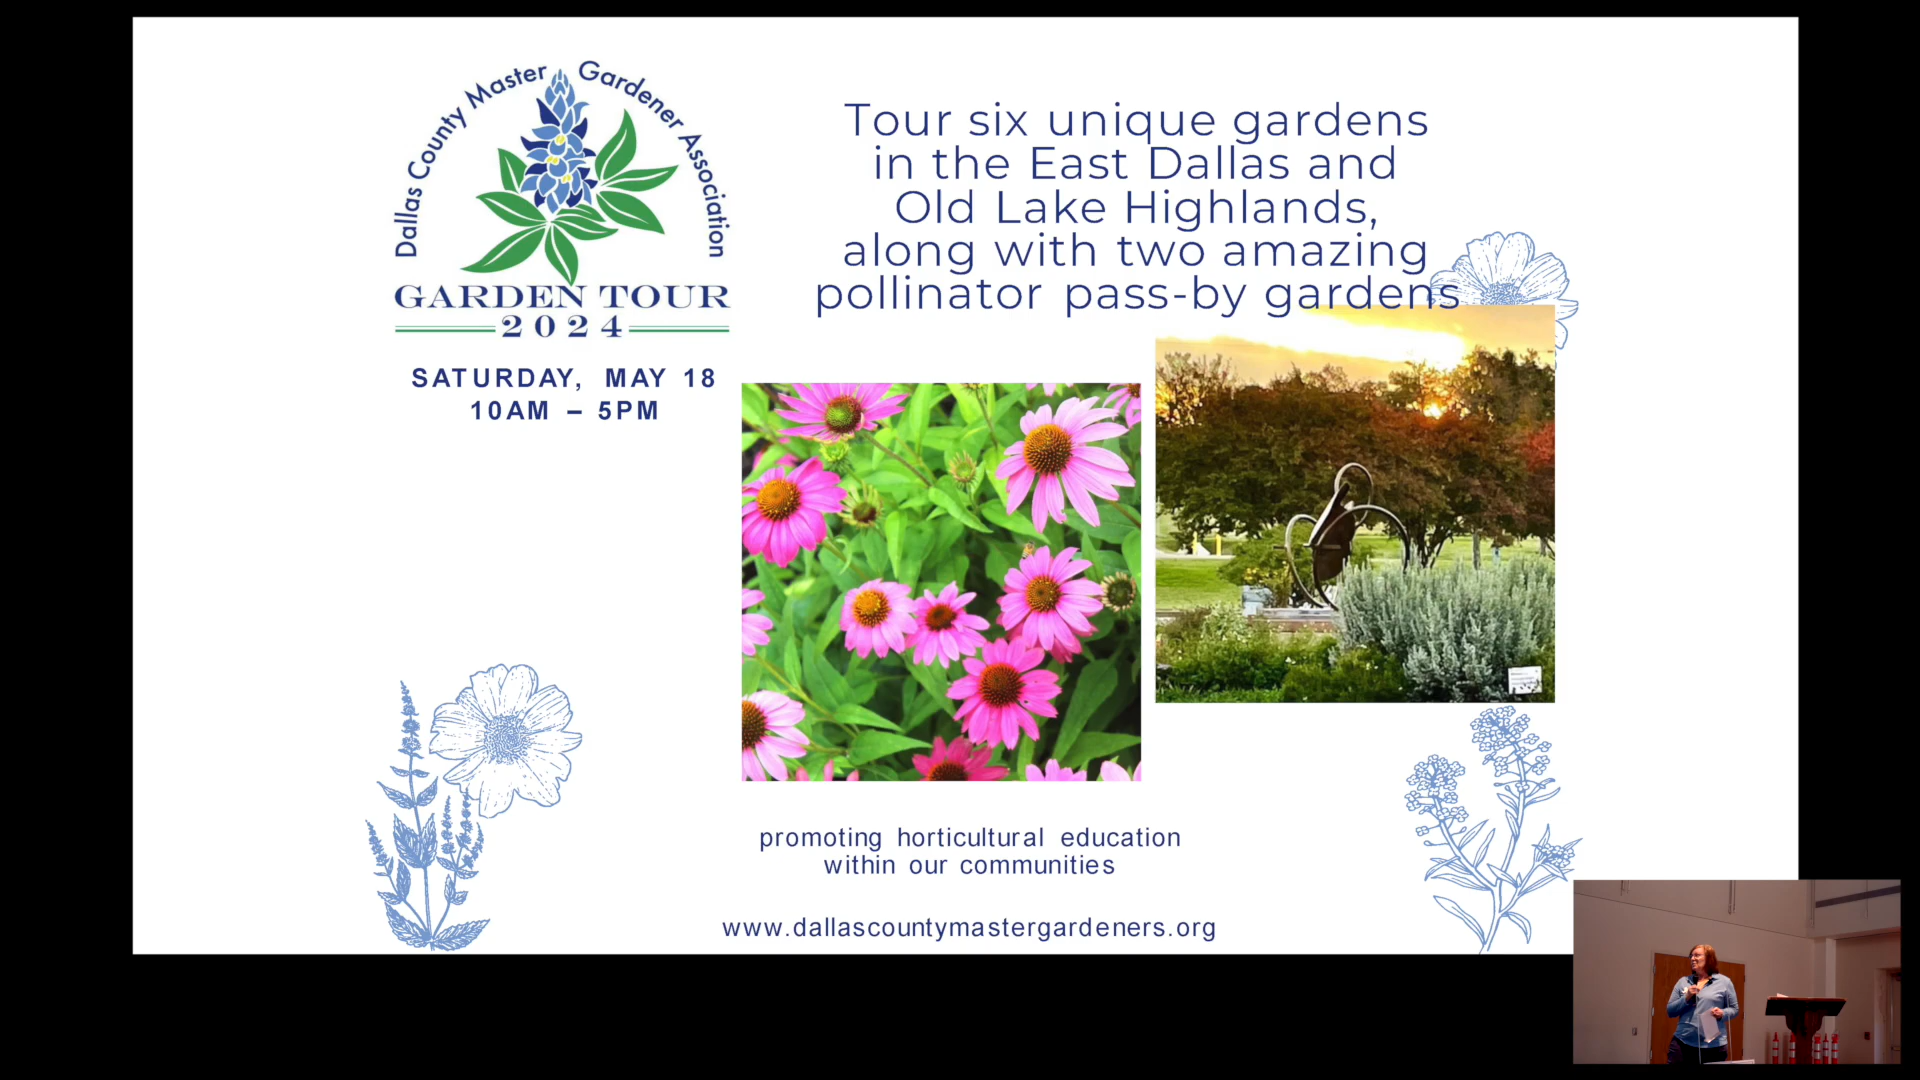 Dallas County Master Gardener Association
GARDEN TOUR
2024
SATURDAY, MAY 18
10AM – 5PM
Tour six unique gardens
in the East Dallas and
Old Lake Highlands,
along with two amazing
pollinator pass-by gardens
promoting horticultural education
within our communities
www.dallascountymastergardeners.org